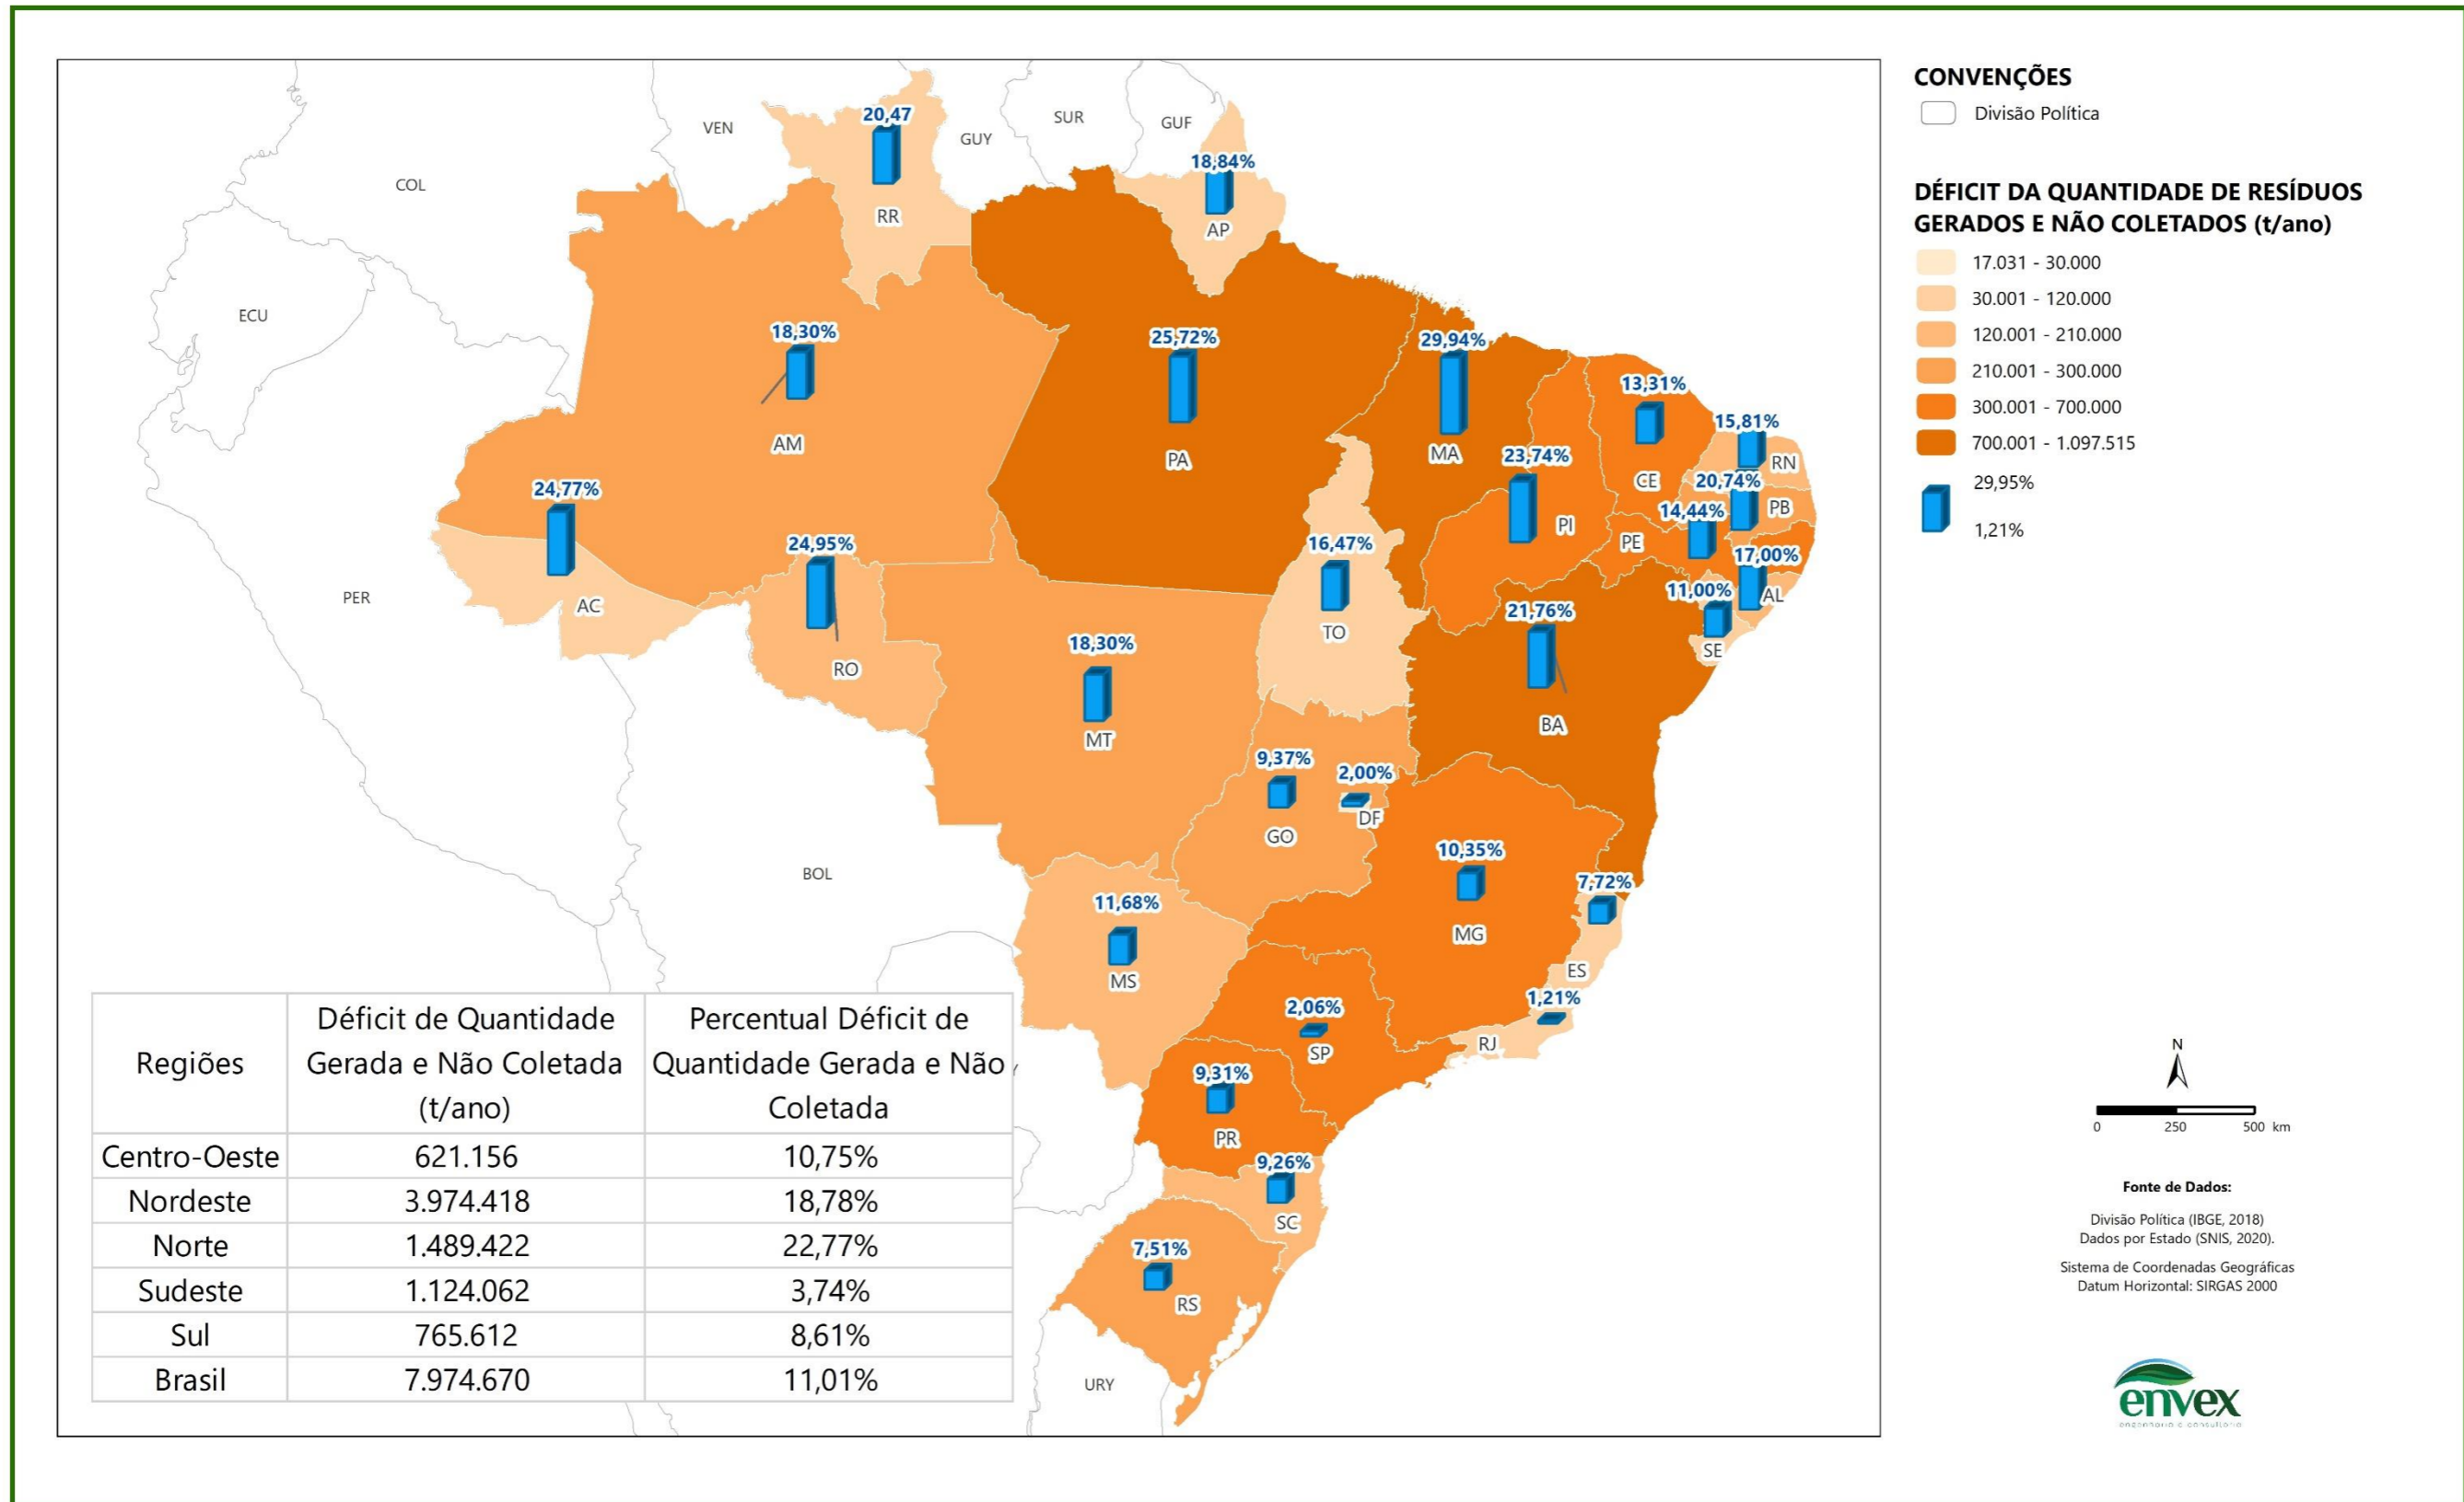 CONVENÇÕES
Divisão Política
DÉFICIT DA QUANTIDADE DE RESÍDUOS
GERADOS E NÃO COLETADOS (t/ano)
17.031 - 30.000
30.001 - 120.000
120.001 - 210.000
210.001 - 300.000
300.001 - 700.000
700.001 - 1.097.515
29,95%
1,21%
VEN
GUY
SUR
GUF
COL
ECU
PER
BOL
URY
20,47
RR
18,84%
AP
18,30%
AM
25,72%
PA
29,94%
MA
13,31%
CE
15,81%
RN
23,74%
PI
20,74%
PB
14,44%
PE
17,00%
AL
11,00%
SE
24,77%
AC
24,95%
RO
16,47%
TO
21,76%
BA
18,30%
MT
9,37%
GO
2,00%
DF
10,35%
MG
7,72%
ES
11,68%
MS
2,06%
SP
1,21%
RJ
9,31%
PR
9,26%
SC
7,51%
RS
Regiões
Déficit de Quantidade
Gerada e Não Coletada
(t/ano)
Percentual Déficit de
Quantidade Gerada e Não
Coletada
Centro-Oeste 621.156 10,75%
Nordeste 3.974.418 18,78%
Norte 1.489.422 22,77%
Sudeste 1.124.062 3,74%
Sul 765.612 8,61%
Brasil 7.974.670 11,01%
N
0 250 500 km
Fonte de Dados:
Divisão Política (IBGE, 2018)
Dados por Estado (SNIS, 2020).
Sistema de Coordenadas Geográficas
Datum Horizontal: SIRGAS 2000
envex
engenharia e consultoria